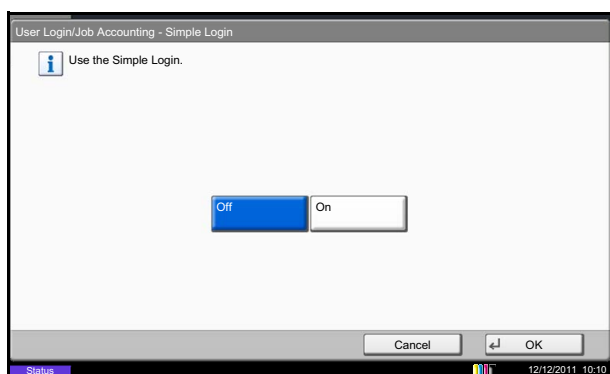 User Login/Job Accounting - Simple Login
Use the Simple Login.
Off On
Cancel OK
Status 12/12/2011 10:10